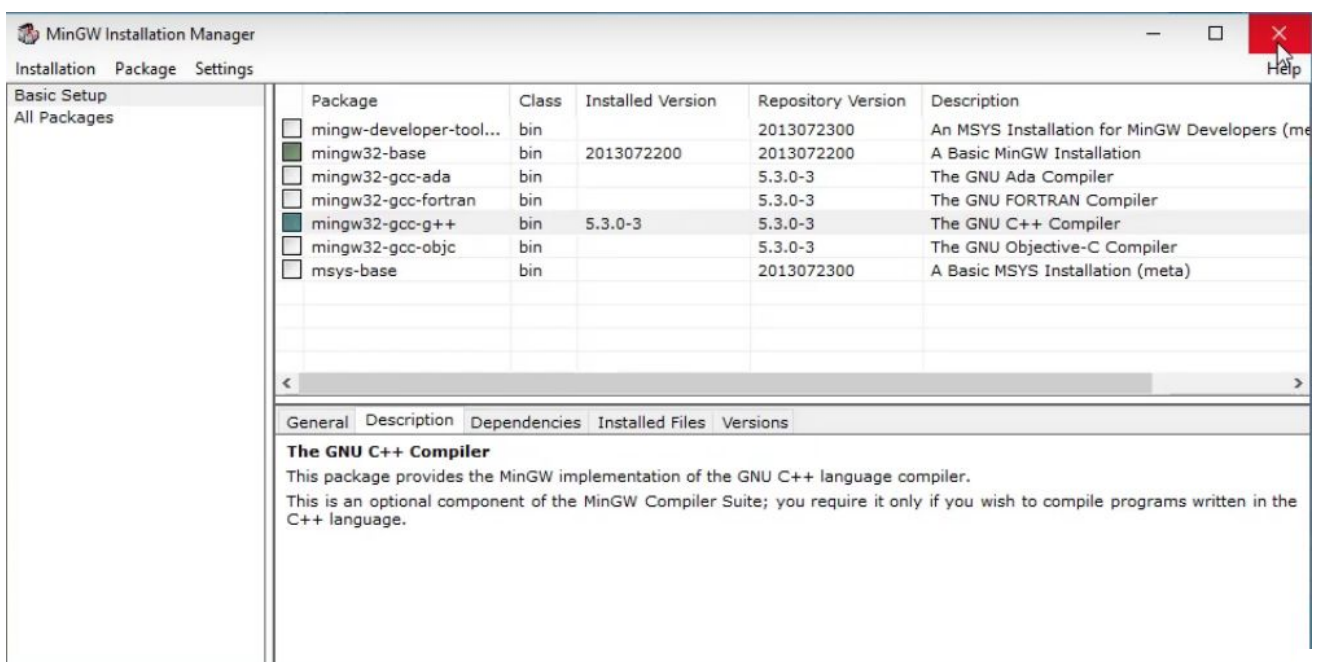 MinGW Installation Manager
Installation Package Settings Help
Basic Setup
All Packages
Package Class Installed Version Repository Version Description
mingw-developer-tool... bin 2013072300 An MSYS Installation for MinGW Developers (me
mingw32-base bin 2013072200 2013072200 A Basic MinGW Installation
mingw32-gcc-ada bin 5.3.0-3 The GNU Ada Compiler
mingw32-gcc-fortran bin 5.3.0-3 The GNU FORTRAN Compiler
mingw32-gcc-g++ bin 5.3.0-3 5.3.0-3 The GNU C++ Compiler
mingw32-gcc-objc bin 5.3.0-3 The GNU Objective-C Compiler
msys-base bin 2013072300 A Basic MSYS Installation (meta)
General Description Dependencies Installed Files Versions
The GNU C++ Compiler
This package provides the MinGW implementation of the GNU C++ language compiler.
This is an optional component of the MinGW Compiler Suite; you require it only if you wish to compile programs written in the
C++ language.